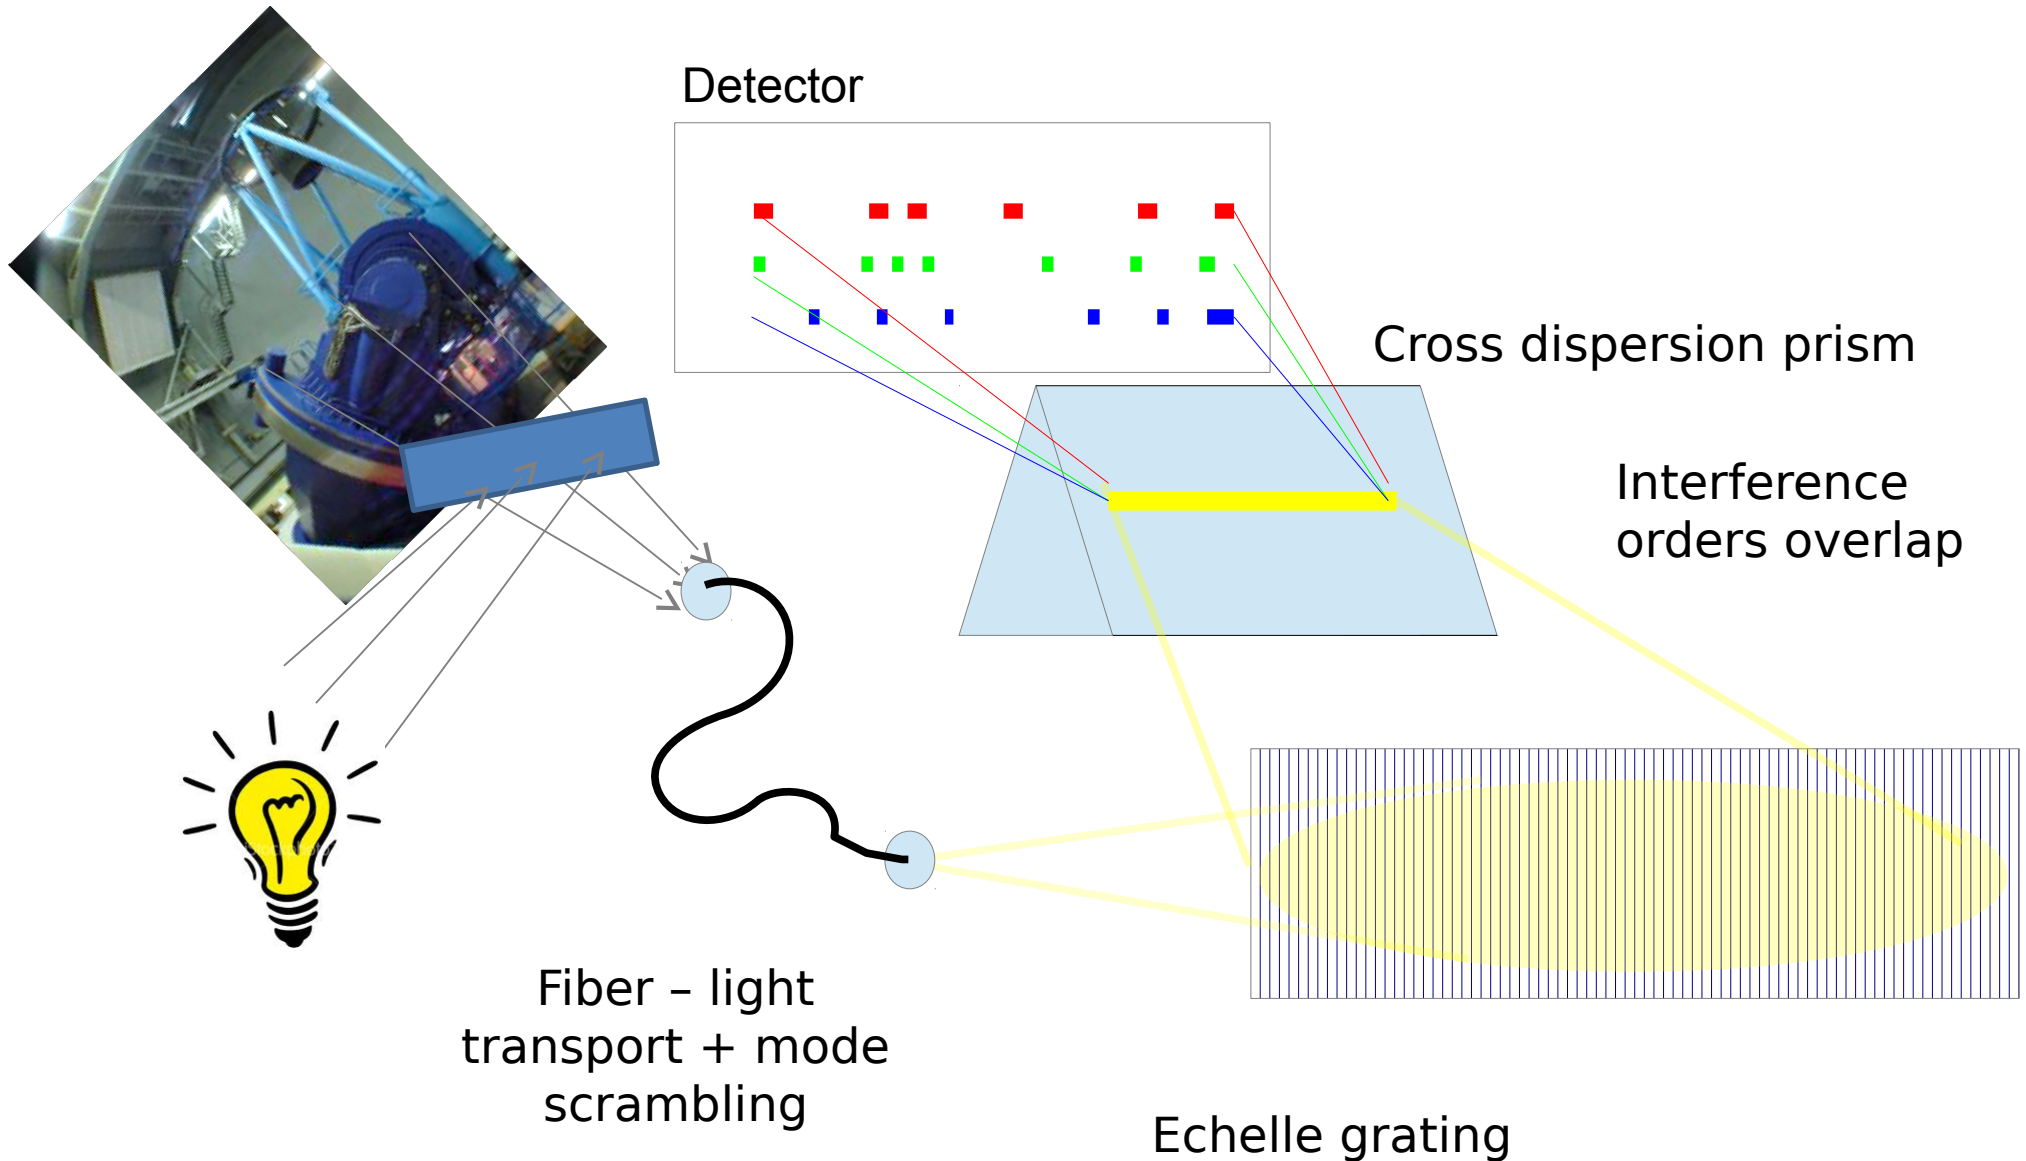 Detector
Cross dispersion prism
Interference
orders overlap
Fiber – light
transport + mode
scrambling
Echelle grating